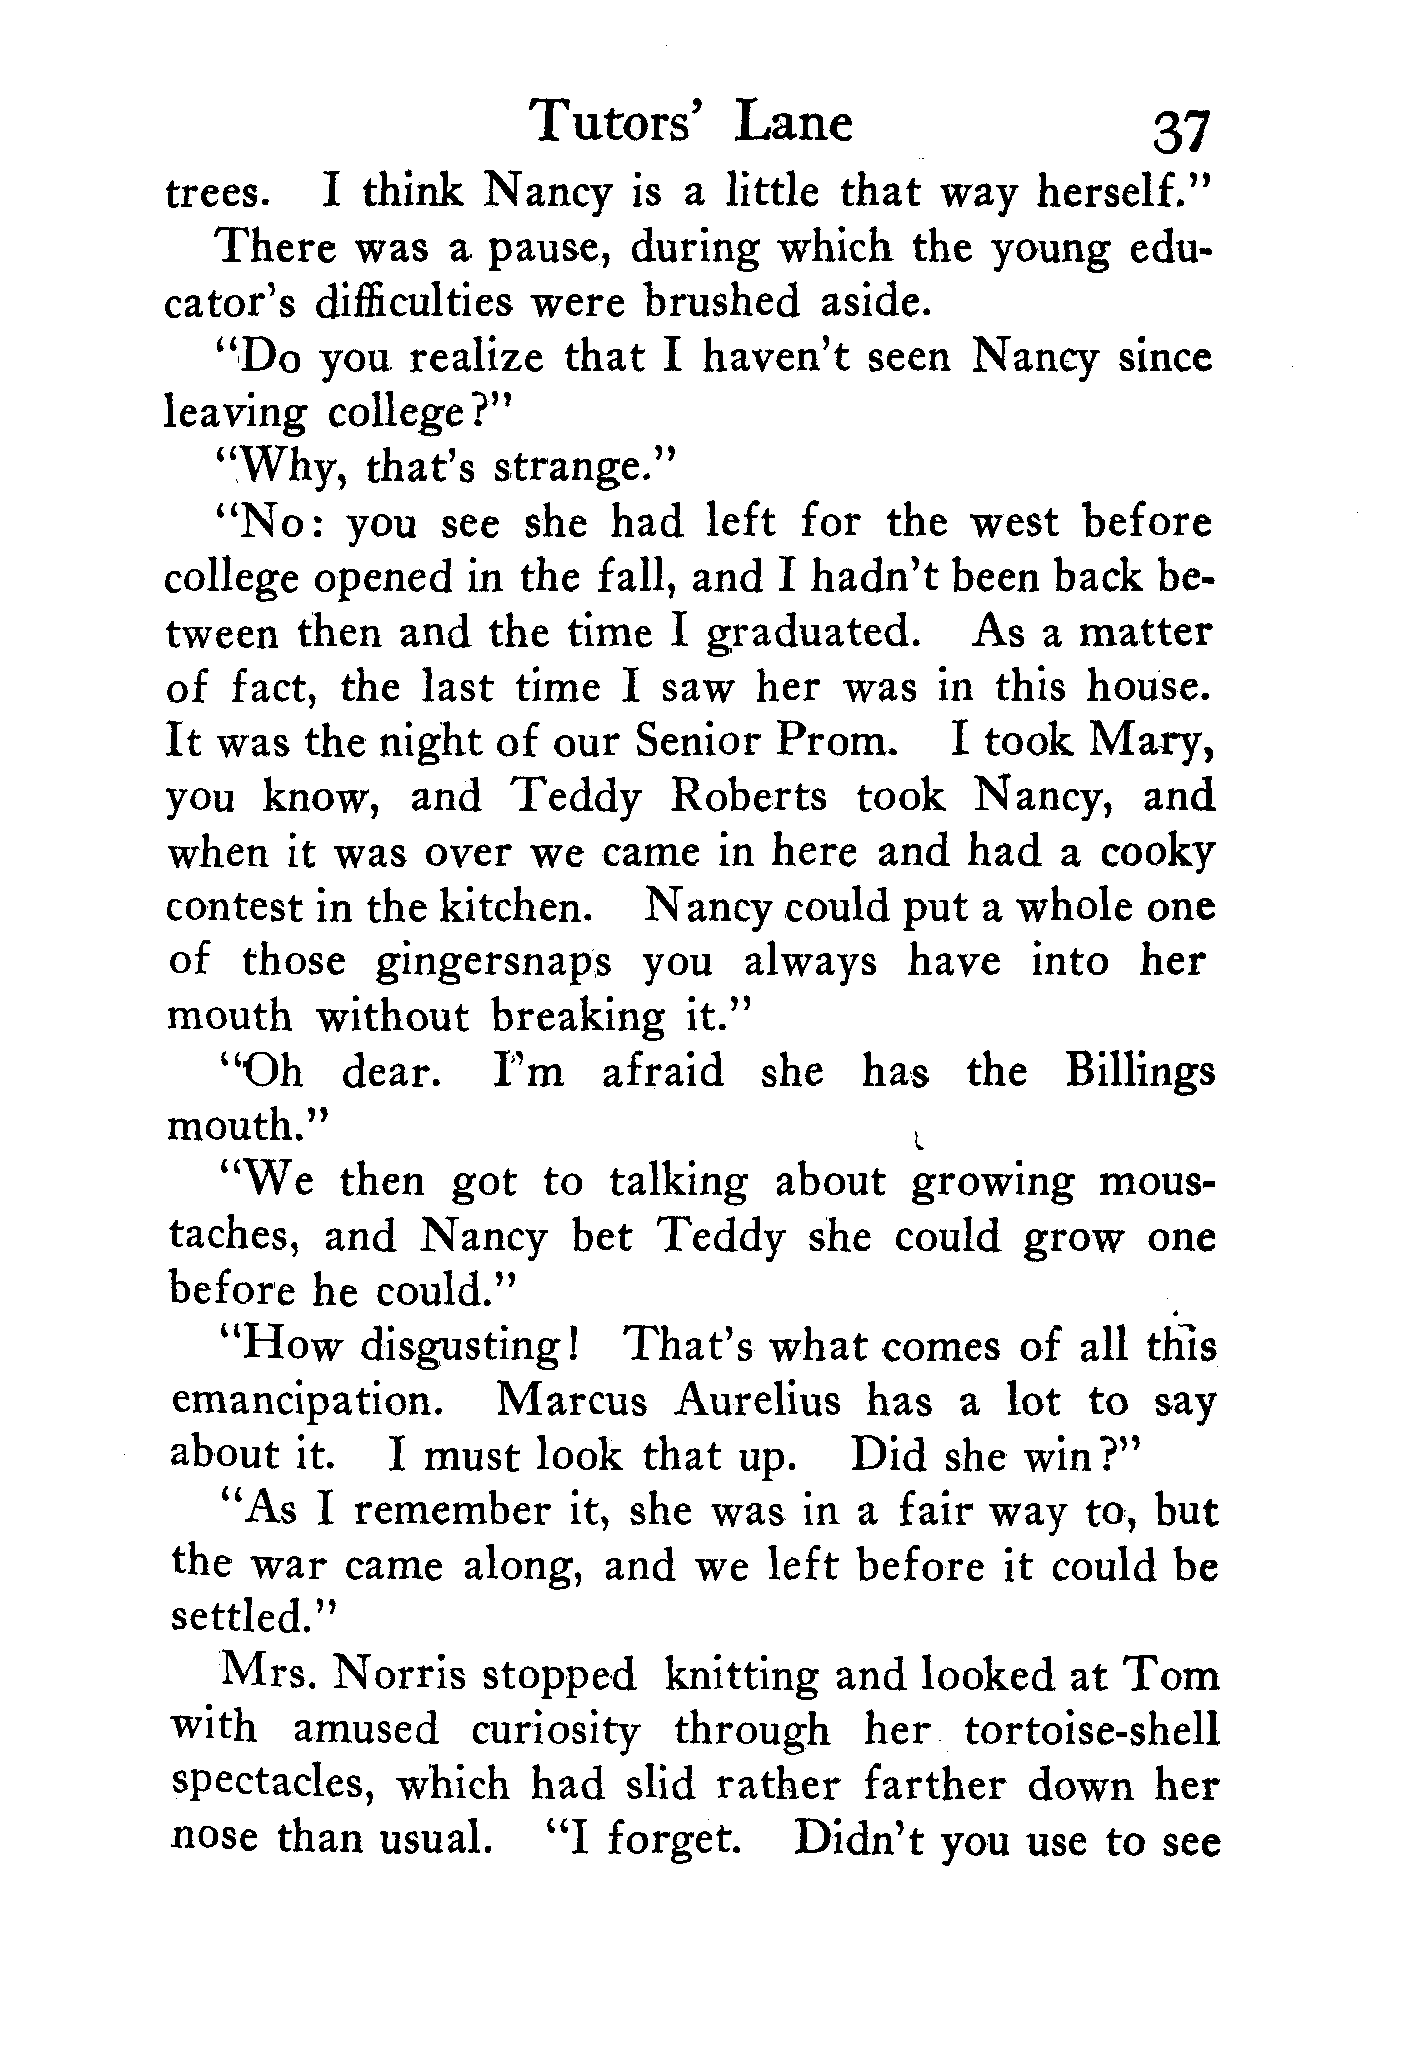 Tutors' Lane 37
trees. I think Nancy is a little that way herself."
There was a pause, during which the young edu-
cator's difficulties were brushed aside.
"Do you realize that I haven't seen Nancy since
leaving college?"
"Why, that's strange."
"No: you see she had left for the west before
college opened in the fall, and I hadn't been back be-
tween then and the time I graduated. As a matter
of fact, the last time I saw her was in this house.
It was the night of our Senior Prom. I took Mary,
you know, and Teddy Roberts took Nancy, and
when it was over we came in here and had a cooky
contest in the kitchen. Nancy could put a whole one
of those gingersnaps you always have into her
mouth without breaking it."
"Oh dear. I'm afraid she has the Billings
mouth."
"We then got to talking about growing mous-
taches, and Nancy bet Teddy she could grow one
before he could."
"How disgusting! That's what comes of all this
emancipation. Marcus Aurelius has a lot to say
about it. I must look that up. Did she win?"
"As I remember it, she was in a fair way to, but
the war came along, and we left before it could be
settled."
Mrs. Norris stopped knitting and looked at Tom
with amused curiosity through her tortoise-shell
spectacles, which had slid rather farther down her
nose than usual. "I forget. Didn't you use to see